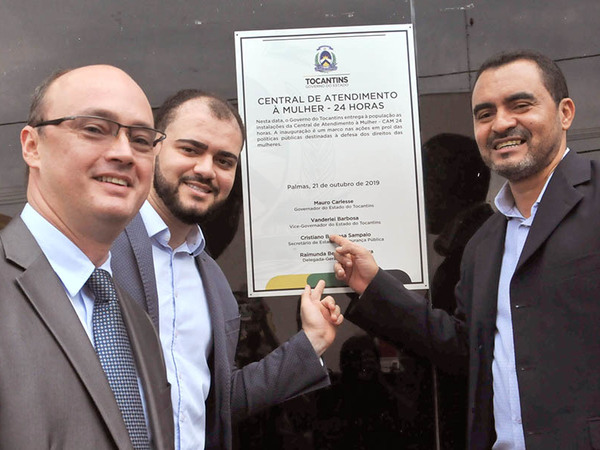 TOCANTINS
GOVERNO DO ESTADO
CENTRAL DE ATENDIMENTO
À MULHER - 24 HORAS
Nesta data, o Governo do Tocantins entrega à população as
instalações da Central de Atendimento à Mulher - CAM 24
horas. A inauguração é um marco nas ações em prol das
políticas públicas destinadas à defesa dos direitos das
mulheres.
Palmas, 21 de outubro de 2019
Mauro Carlesse
Governador do Estado do Tocantins
Vanderlei Barbosa
Vice-Governador do Estado do Tocantins
Cristiano Sampaio
Secretário de Estado Pública
Raimunda
Delegada